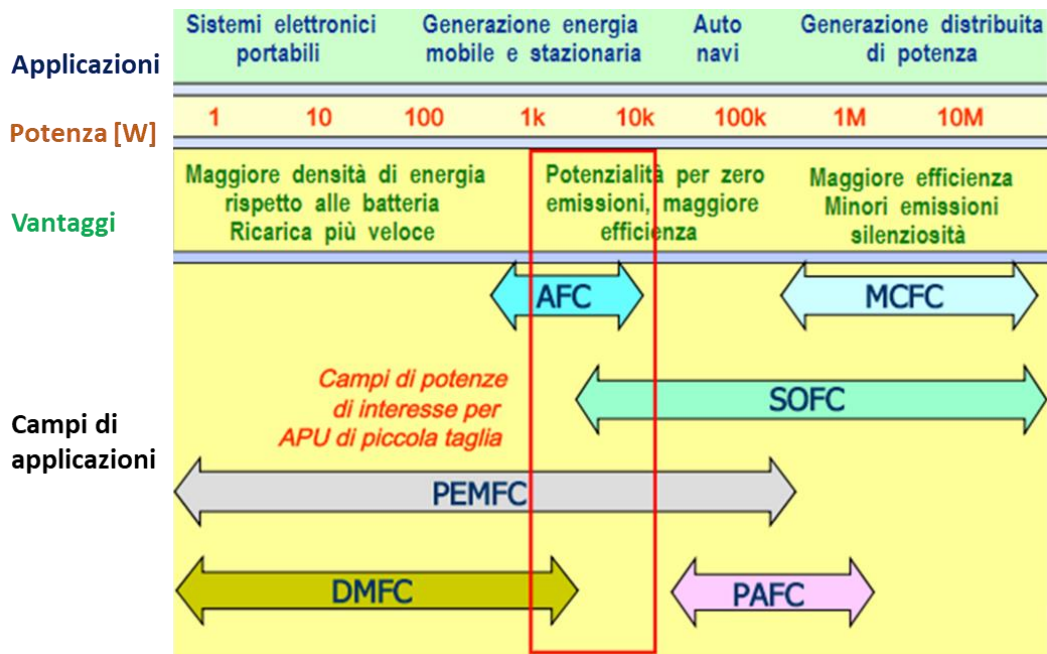 Applicazioni
Sistemi elettronici
portabili
Generazione energia
mobile e stazionaria
Auto
navi
Generazione distribuita
di potenza
Potenza [W]
1 10 100 1k 10k 100k 1M 10M
Vantaggi
Maggiore densità di energia
rispetto alle batteria
Ricarica più veloce
Potenzialità per zero
emissioni, maggiore
efficienza
Maggiore efficienza
Minori emissioni
silenziosità
Campi di
applicazioni
AFC
MCFC
Campi di potenze
di interesse per
APU di piccola taglia
SOFC
PEMFC
DMFC
PAFC